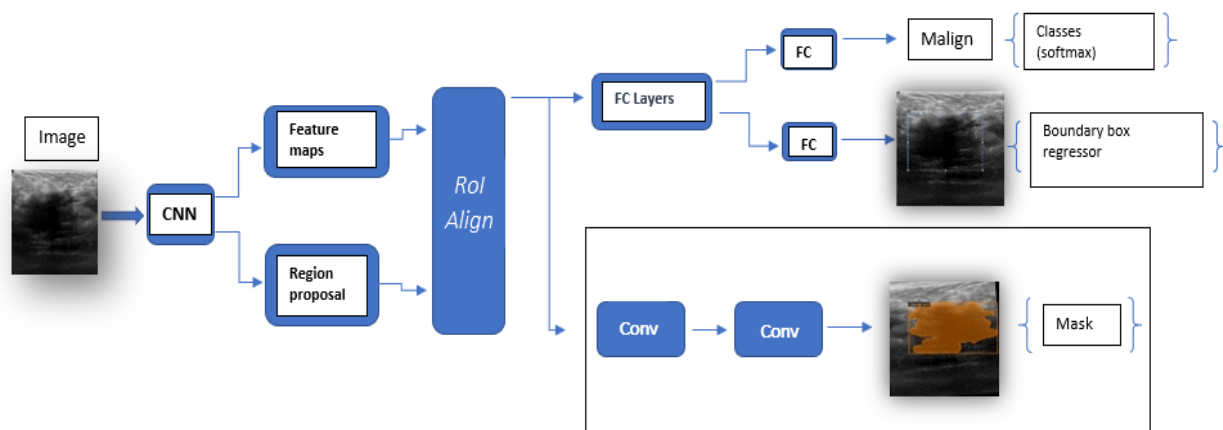 Image
CNN
Feature
maps
Region
proposal
RoI
Align
FC Layers
FC
Malign
Classes
(softmax)
FC
Boundary box
regressor
Conv
Conv
Mask